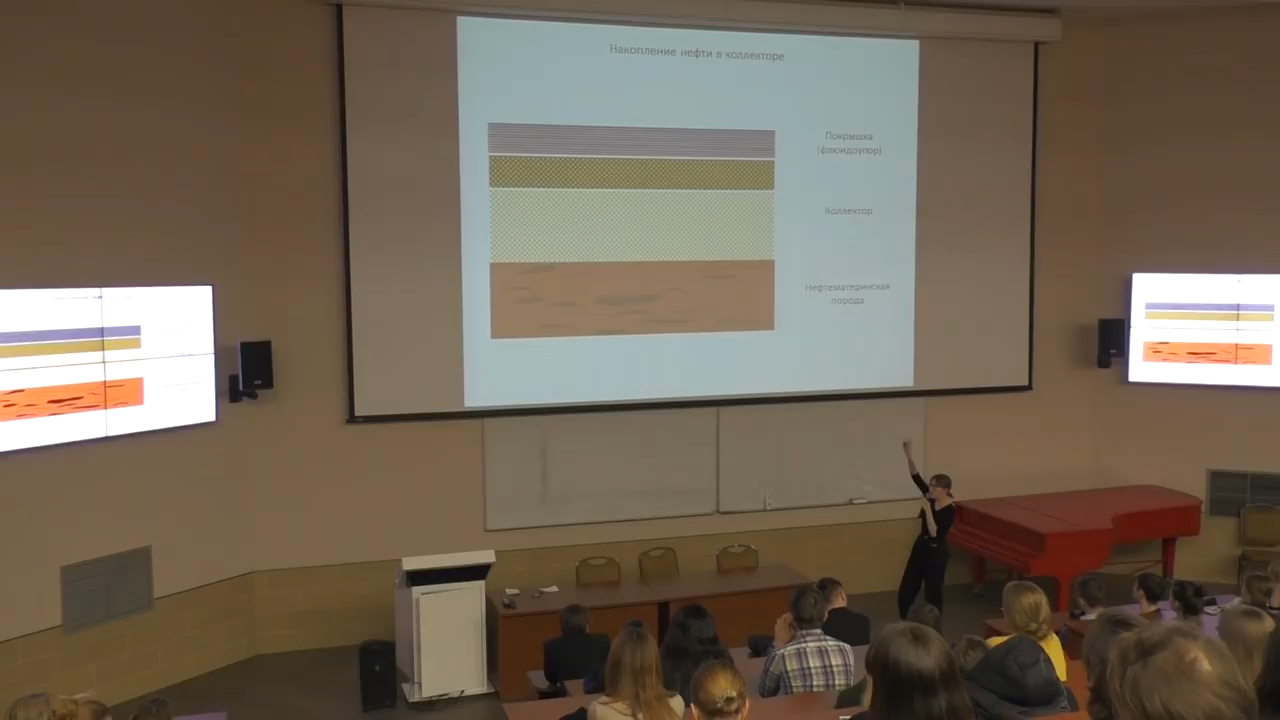 Накопление нефти в коллекторе
Покрышка
(флюидоупор)
Коллектор
Нефтематеринская
порода